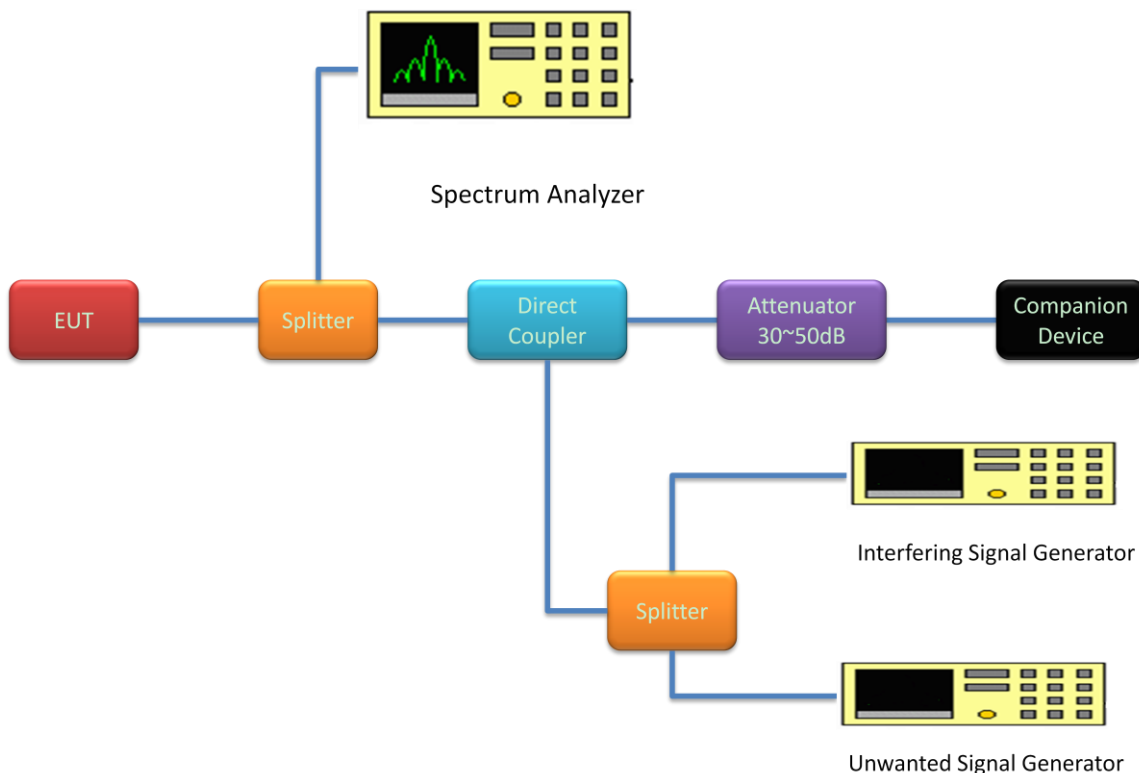 Spectrum Analyzer
EUT
Splitter
Direct
Coupler
Attenuator
30~50dB
Companion
Device
Interfering Signal Generator
Splitter
Unwanted Signal Generator